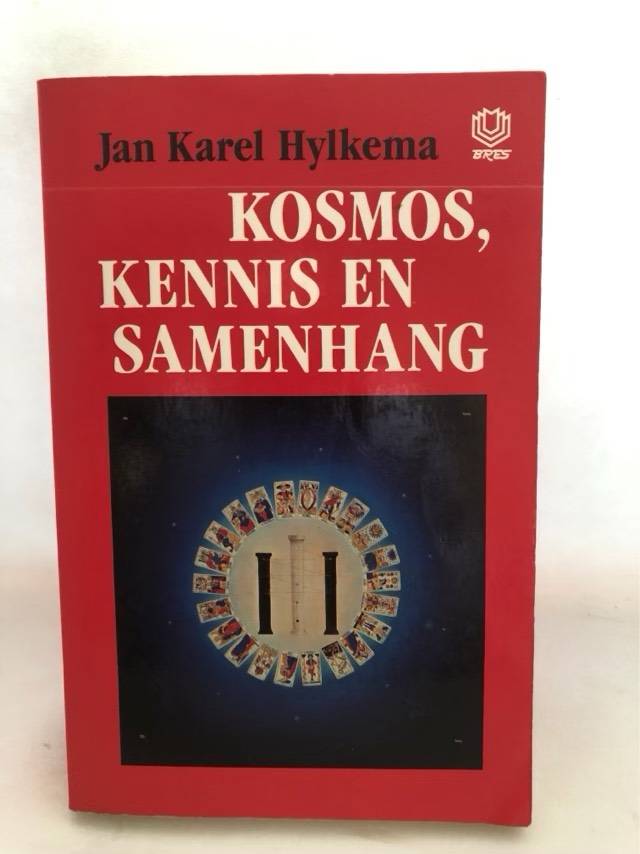 Jan Karel Hylkema
BRES
KOSMOS,
KENNIS EN
SAMENHANG